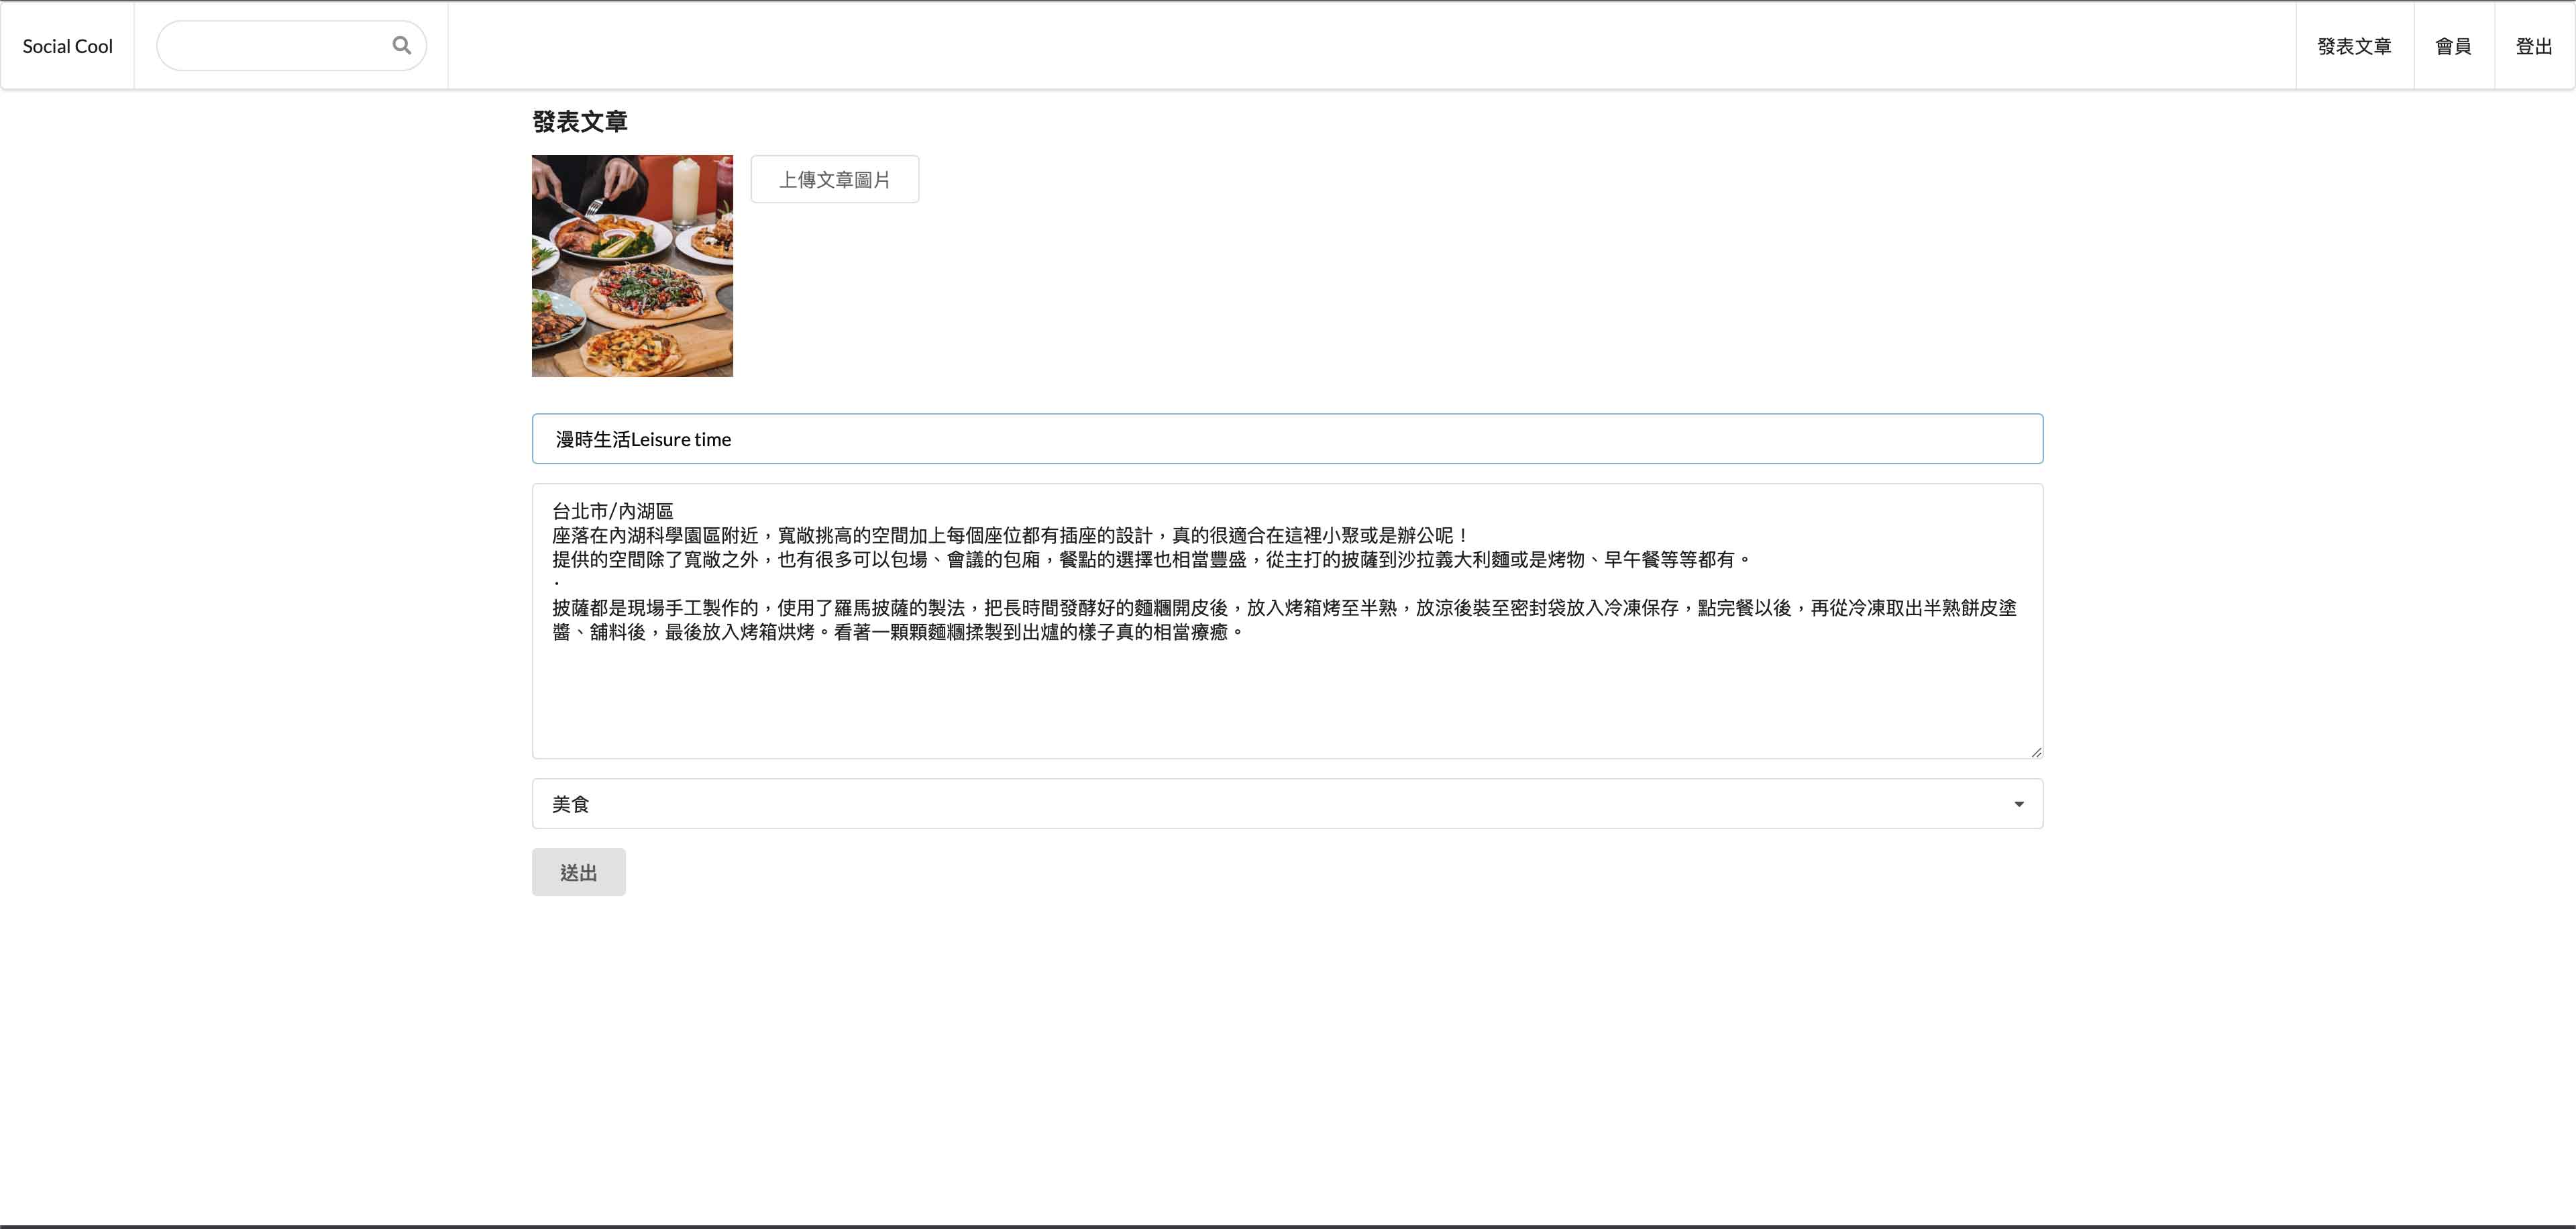 Social Cool
發表文章
會員
登出
發表文章
上傳文章圖片
漫時生活Leisure time
台北市/內湖區
座落在內湖科學園區附近，寬敞挑高的空間加上每個座位都有插座的設計，真的很適合在這裡小聚或是辦公呢！
提供的空間除了寬敞之外，也有很多可以包場、會議的包廂，餐點的選擇也相當豐盛，從主打的披薩到沙拉義大利麵或是烤物、早午餐等等都有。
.
披薩都是現場手工製作的，使用了羅馬披薩的製法，把長時間發酵好的麵糰開皮後，放入烤箱烤至半熟，放涼後裝至密封袋放入冷凍保存，點完餐以後，再從冷凍取出半熟餅皮塗
醬、舖料後，最後放入烤箱烘烤。看著一顆顆麵糰揉製到出爐的樣子真的相當療癒。
美食
送出